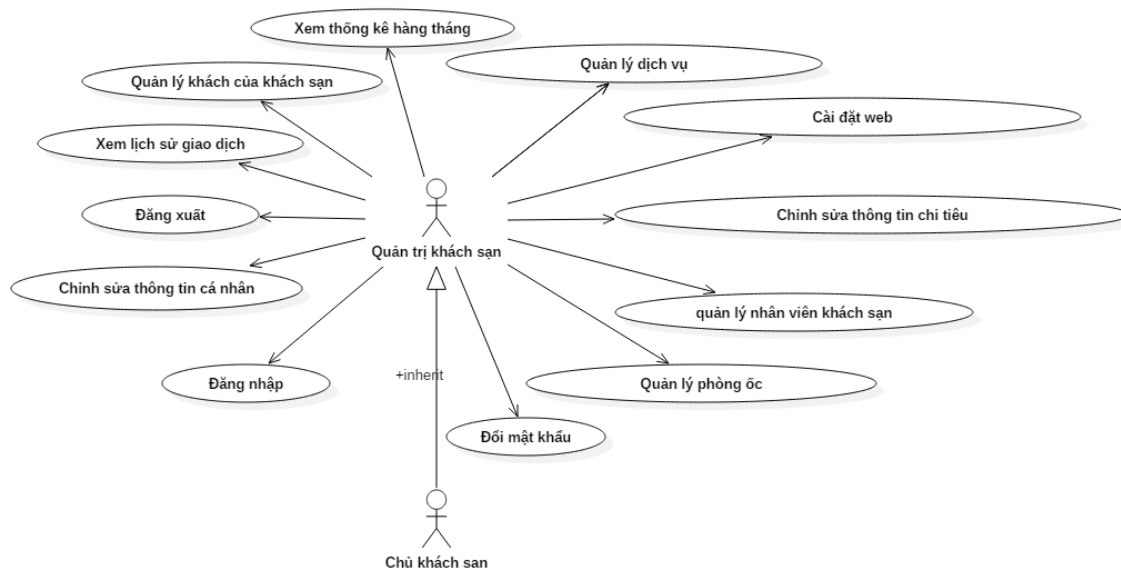 Xem thống kê hàng tháng
Quản lý dịch vụ
Quản lý khách của khách sạn
Cài đặt web
Xem lịch sử giao dịch
Đăng xuất
Chỉnh sửa thông tin chi tiêu
Quản trị khách sạn
Chỉnh sửa thông tin cá nhân
quản lý nhân viên khách sạn
+inherit
Đăng nhập
Quản lý phòng ốc
Đổi mật khẩu
Chủ khách sạn